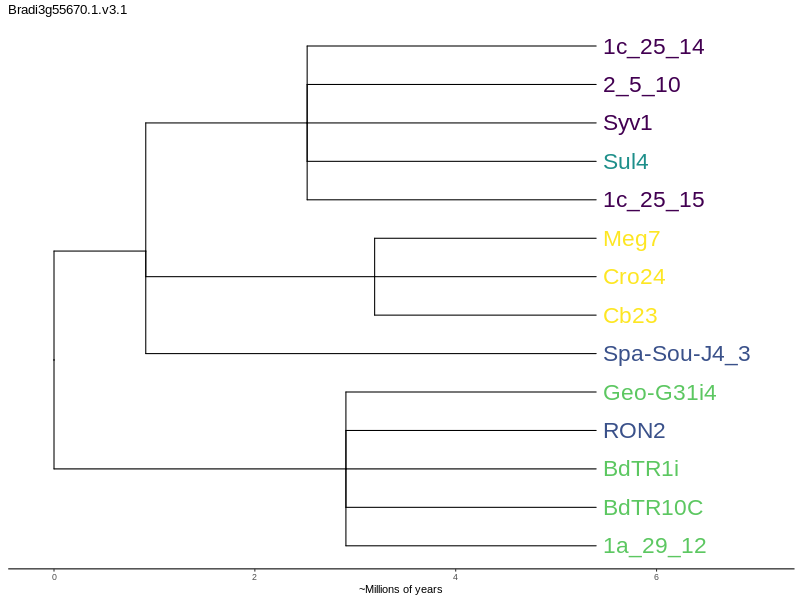 Bradi3g55670.1.v3.1
1c_25_14
2_5_10
Syv1
Sul4
1c_25_15
Meg7
Cro24
Cb23
Spa-Sou-J4_3
Geo-G31i4
RON2
BdTR1i
BdTR10C
1a_29_12
0 2 4 6
~Millions of years